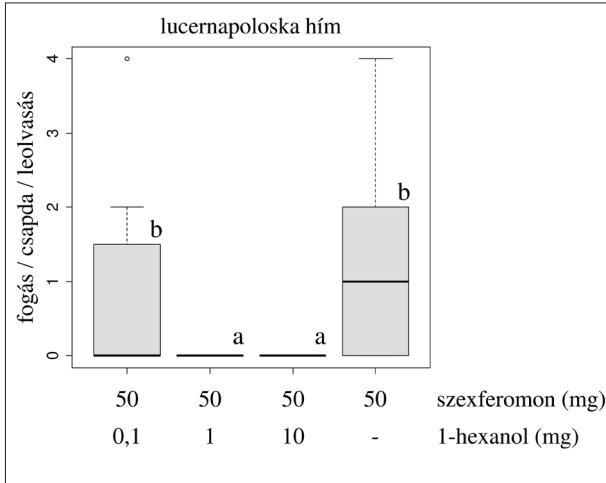 lucernapoloska hím
fogás / csapda / leolvasás
4
3
2
1
0
b
a
a
b
50 50 50 50 szexferomon (mg)
0,1 1 10 - 1-hexanol (mg)